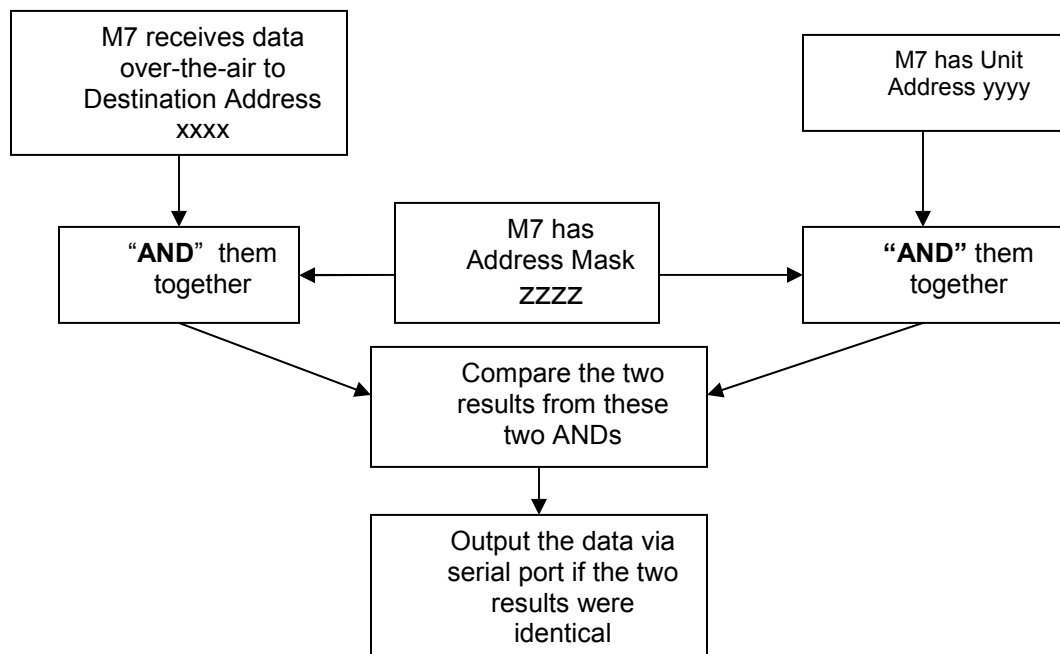 M7 receives data
over-the-air to
Destination Address
xxxx
M7 has Unit
Address yyyy
“AND”  them
together
M7 has
Address Mask
zzzz
“AND” them
together
Compare the two
results from these
two ANDs
Output the data via
serial port if the two
results were
identical